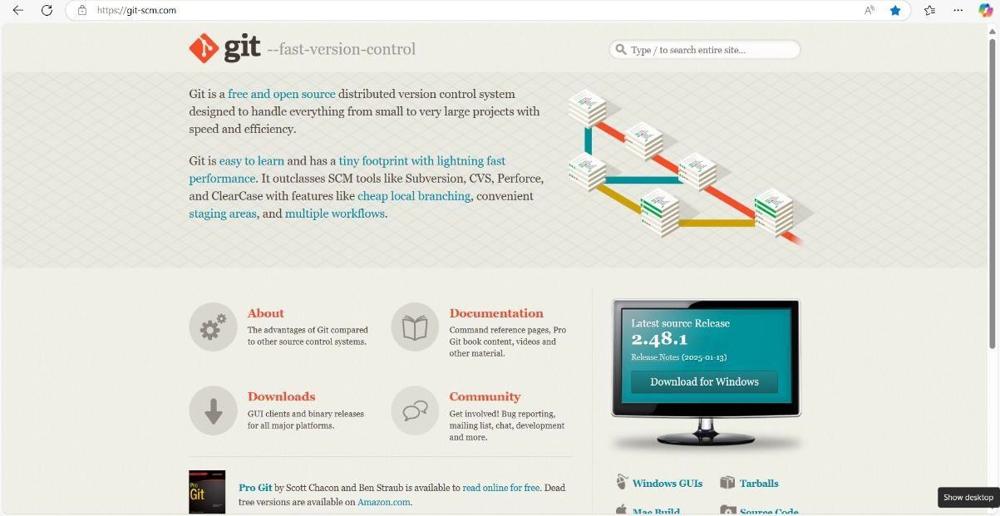 https://git-scm.com
git --fast-version-control
Type / to search entire site...
Git is a free and open source distributed version control system
designed to handle everything from small to very large projects with
speed and efficiency.
Git is easy to learn and has a tiny footprint with lightning fast
performance. It outclasses SCM tools like Subversion, CVS, Perforce,
and ClearCase with features like cheap local branching, convenient
staging areas, and multiple workflows.
About
The advantages of Git compared
to other source control systems.
Documentation
Command reference pages, Pro
Git book content, videos and
other material.
Downloads
GUI clients and binary releases
for all major platforms.
Community
Get involved! Bug reporting,
mailing list, chat, development
and more.
Latest source Release
2.48.1
Release Notes (2025-01-13)
Download for Windows
Pro
Git
Pro Git by Scott Chacon and Ben Straub is available to read online for free. Dead
tree versions are available on Amazon.com.
Windows GUIs
Tarballs
Mac Build
Source Code
Show desktop